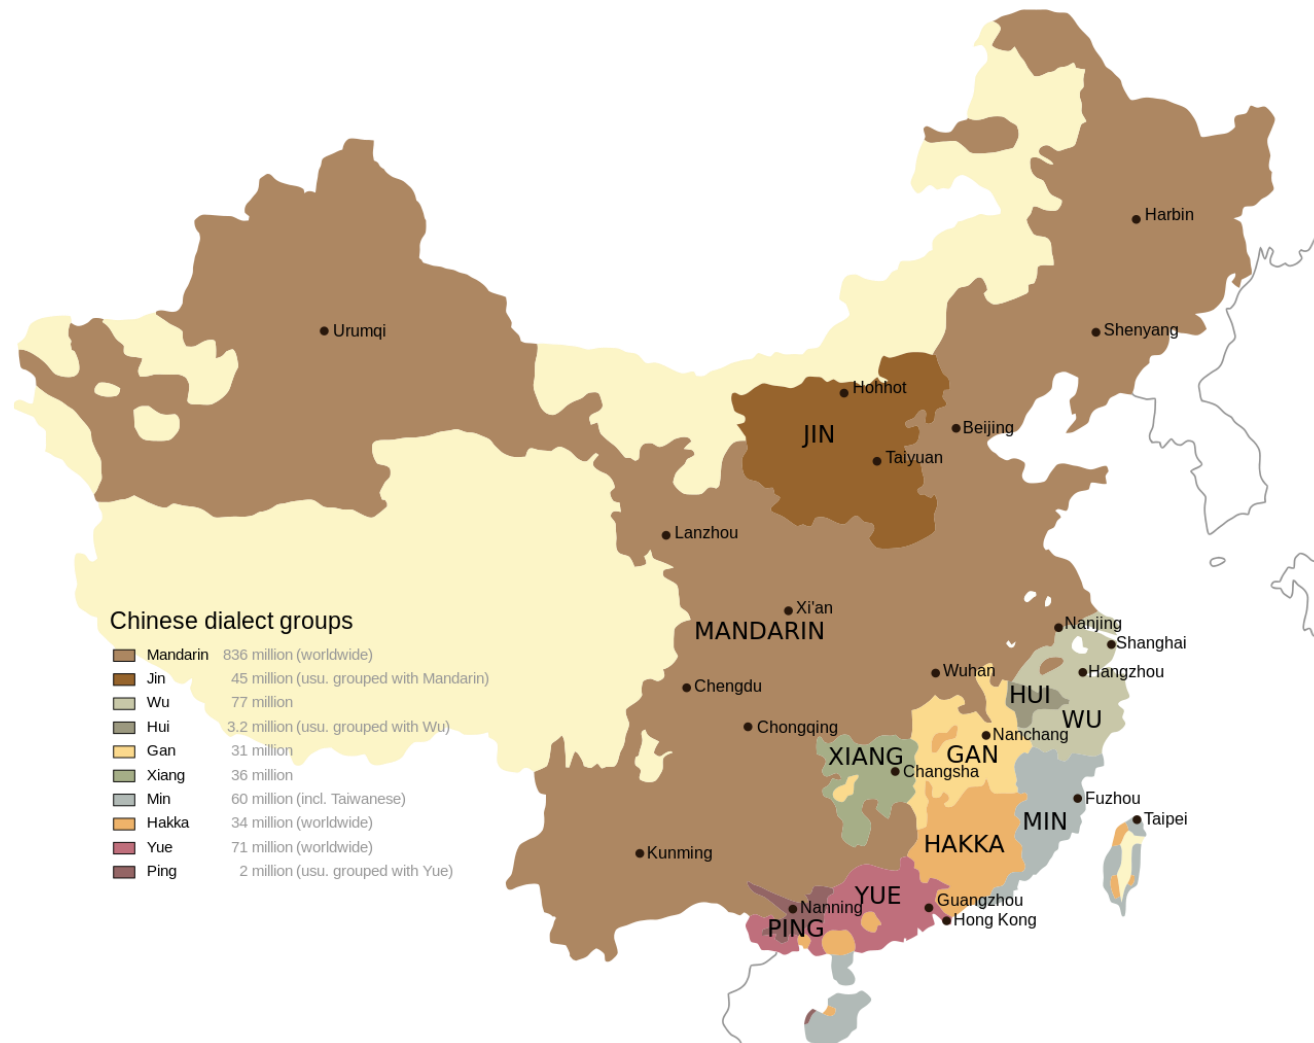 Harbin
Urumqi
Shenyang
Hohhot
JIN
Beijing
Taiyuan
Lanzhou
Xi'an
MANDARIN
Nanjing
Shanghai
Wuhan
Hangzhou
Chengdu
HUI
WU
Chongqing
Nanchang
XIANG
GAN
Changsha
Fuzhou
MIN
Taipei
HAKKA
Kunming
YUE
Nanning
Guangzhou
PING
Hong Kong
Chinese dialect groups
Mandarin 836 million (worldwide)
Jin 45 million (usu. grouped with Mandarin)
Wu 77 million
Hui 3.2 million (usu. grouped with Wu)
Gan 31 million
Xiang 36 million
Min 60 million (incl. Taiwanese)
Hakka 34 million (worldwide)
Yue 71 million (worldwide)
Ping 2 million (usu. grouped with Yue)